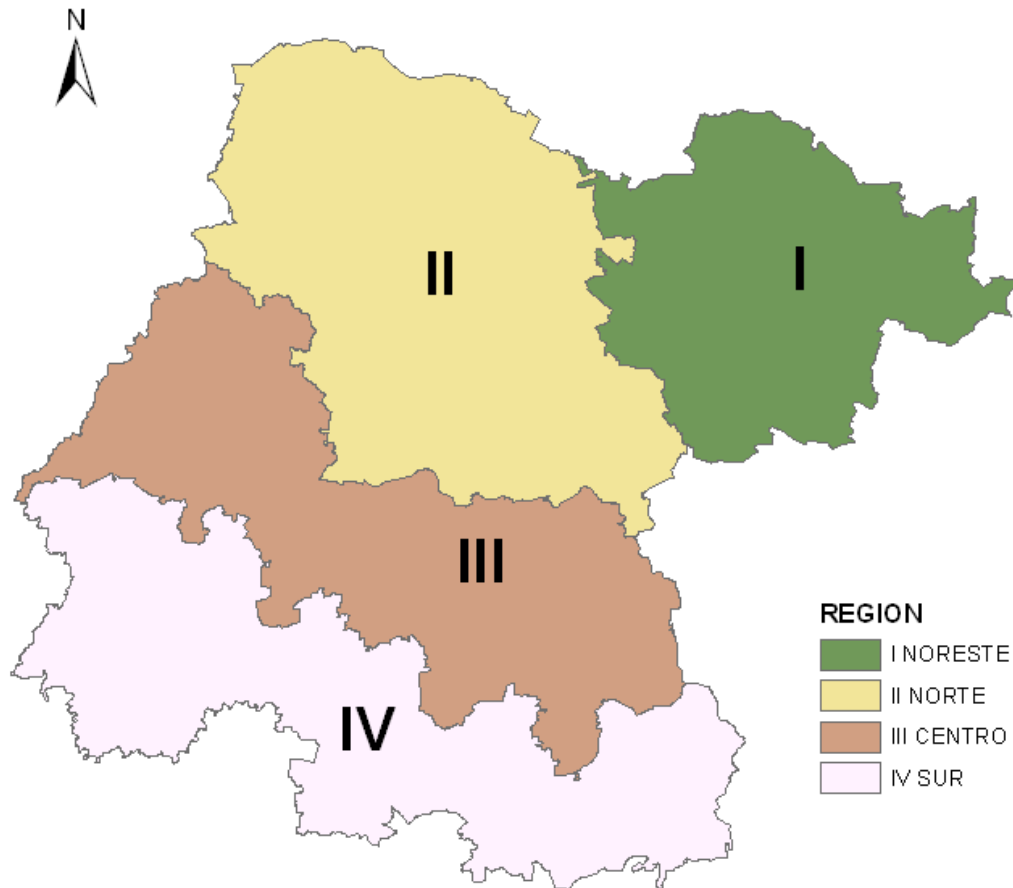 N
II
I
III
IV
REGION
I NORESTE
II NORTE
III CENTRO
IV SUR